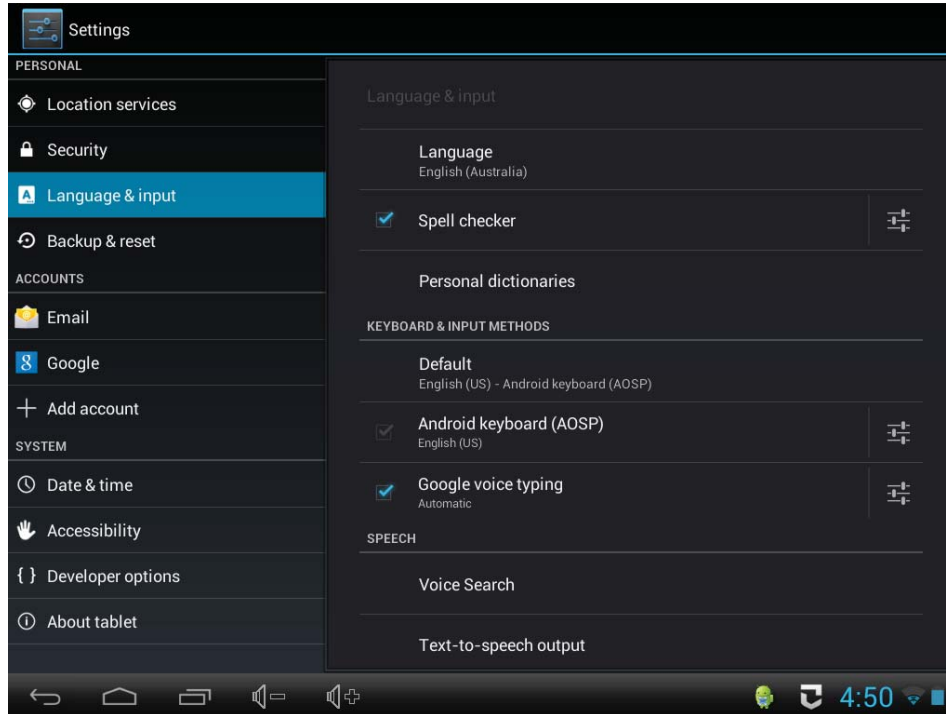 Settings
PERSONAL
Location services
Security
Language & input
Backup & reset
ACCOUNTS
Email
Google
Add account
SYSTEM
Date & time
Accessibility
{ } Developer options
About tablet
Language & input
Language
English (Australia)
Spell checker
Personal dictionaries
KEYBOARD & INPUT METHODS
Default
English (US) - Android keyboard (AOSP)
Android keyboard (AOSP)
English (US)
Google voice typing
Automatic
SPEECH
Voice Search
Text-to-speech output
4:50